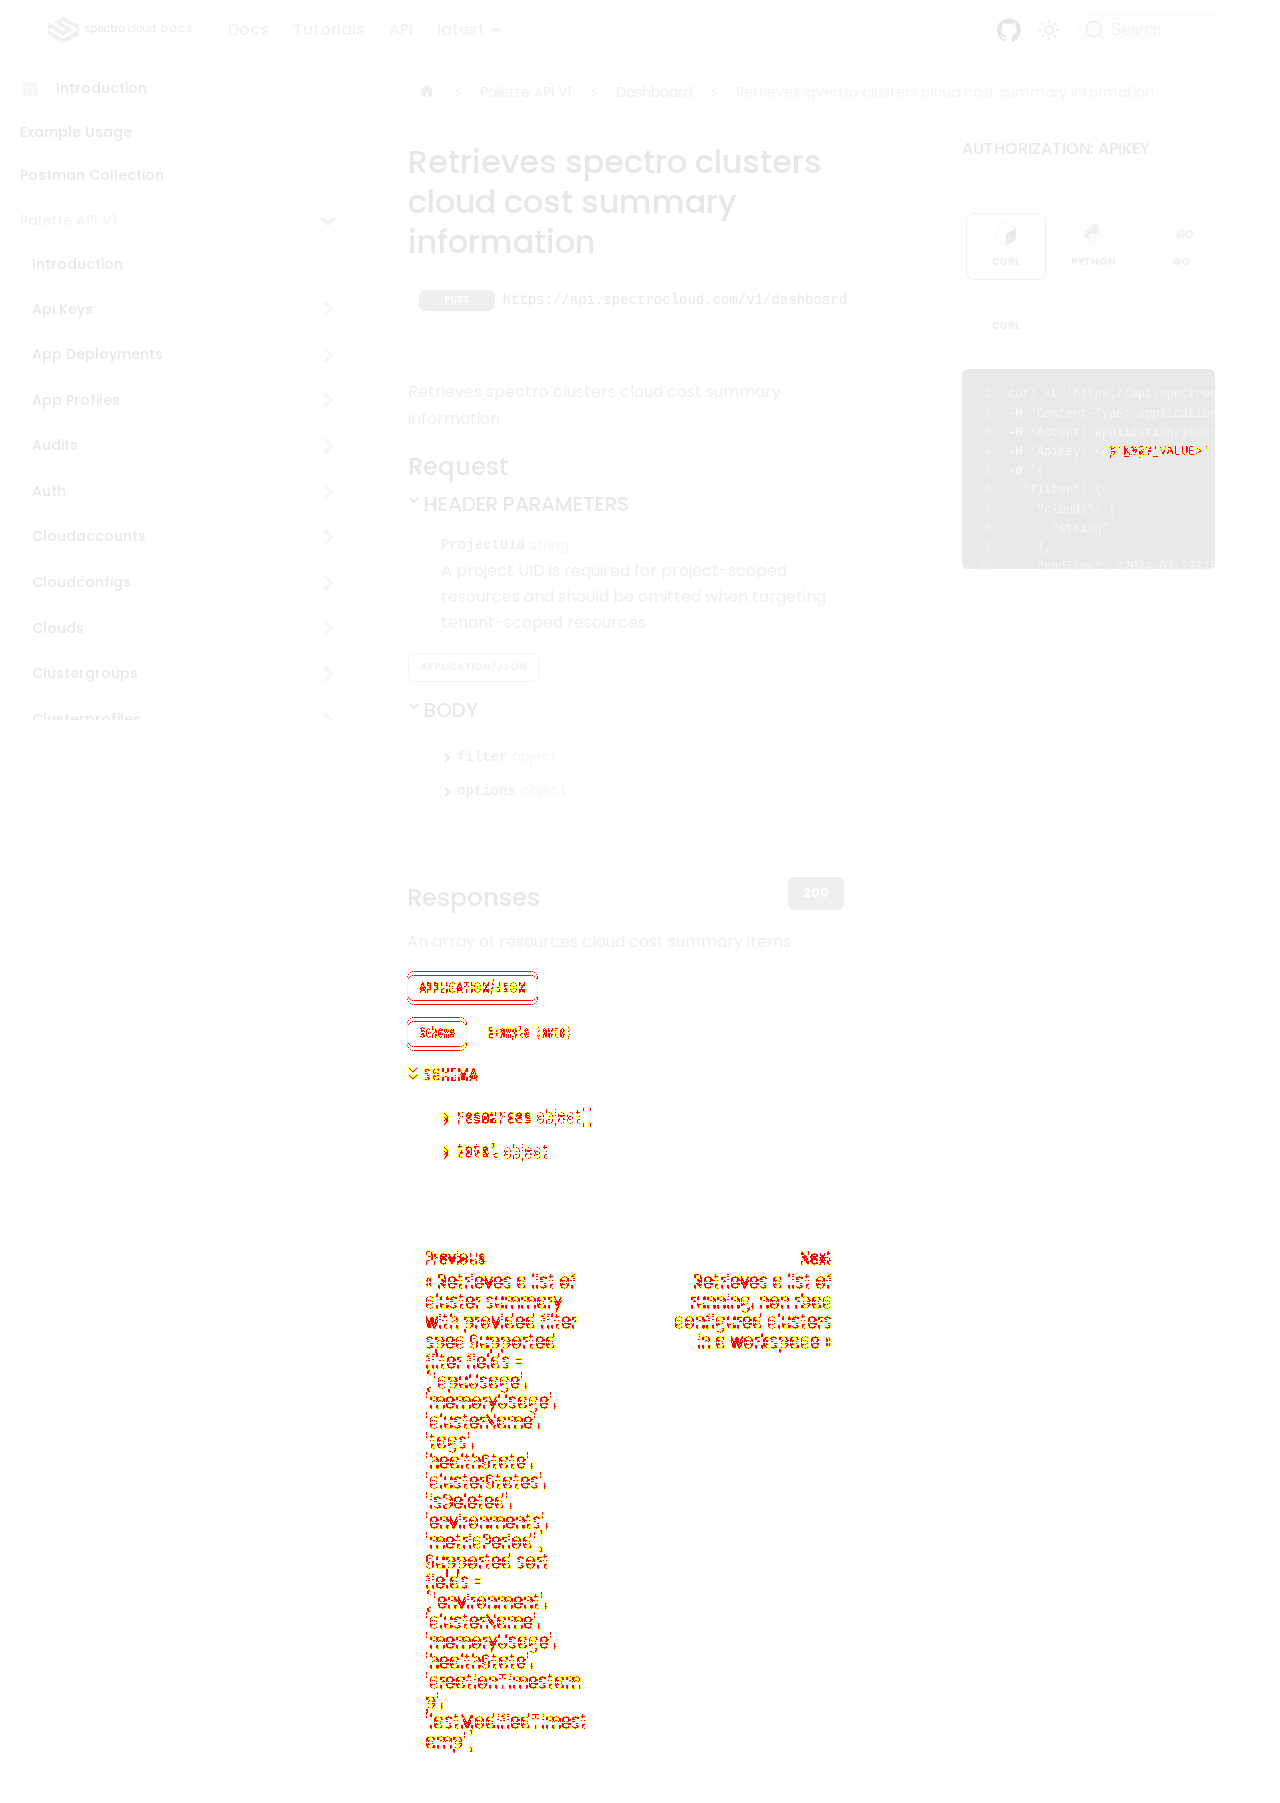 spectro cloud DOCS
Docs
Tutorials
API
latest
Search
Introduction
Example Usage
Postman Collection
Palette API V1
Introduction
Api Keys
App Deployments
App Profiles
Audits
Auth
Cloudaccounts
Cloudconfigs
Clouds
Clustergroups
Clusterprofiles
Palette API V1
Dashboard
Retrieves spectro clusters cloud cost summary information
Retrieves spectro clusters
cloud cost summary
information
POST
https://api.spectrocloud.com/v1/dashboard
Retrieves spectro clusters cloud cost summary
information
Request
HEADER PARAMETERS
ProjectUid string
A project UID is required for project-scoped
resources and should be omitted when targeting
tenant-scoped resources
APPLICATION/JSON
BODY
filter object
options object
Responses
200
An array of resources cloud cost summary items
APPLICATION/JSON
Schema
Example (auto)
SCHEMA
resources object[]
total object
Previous
« Retrieves a list of
cluster summary
with provided filter
spec Supported
filter fields =
['cpuUsage',
'memoryUsage',
'clusterName',
'tags',
'healthState',
'clusterStates',
'isDeleted',
'environments',
'metricPeriod']
Supported sort
fields =
['environment',
'clusterName',
'memoryUsage',
'healthState',
'creationTimestam
p',
'lastModifiedTimest
amp']
Next
Retrieves a list of
running, non rbac
configured clusters
in a workspace »
AUTHORIZATION: APIKEY
CURL
PYTHON
GO
GO
CURL
1 curl -L 'https://api.spectroc
2 -H 'Content-Type: application
3 -H 'Accept: application/json'
4 -H 'ApiKey: <A
5 -d '{
6 "filter": {
7 "clouds": [
8 "string"
9 ],
10 "endTime": "2024-07-29T1